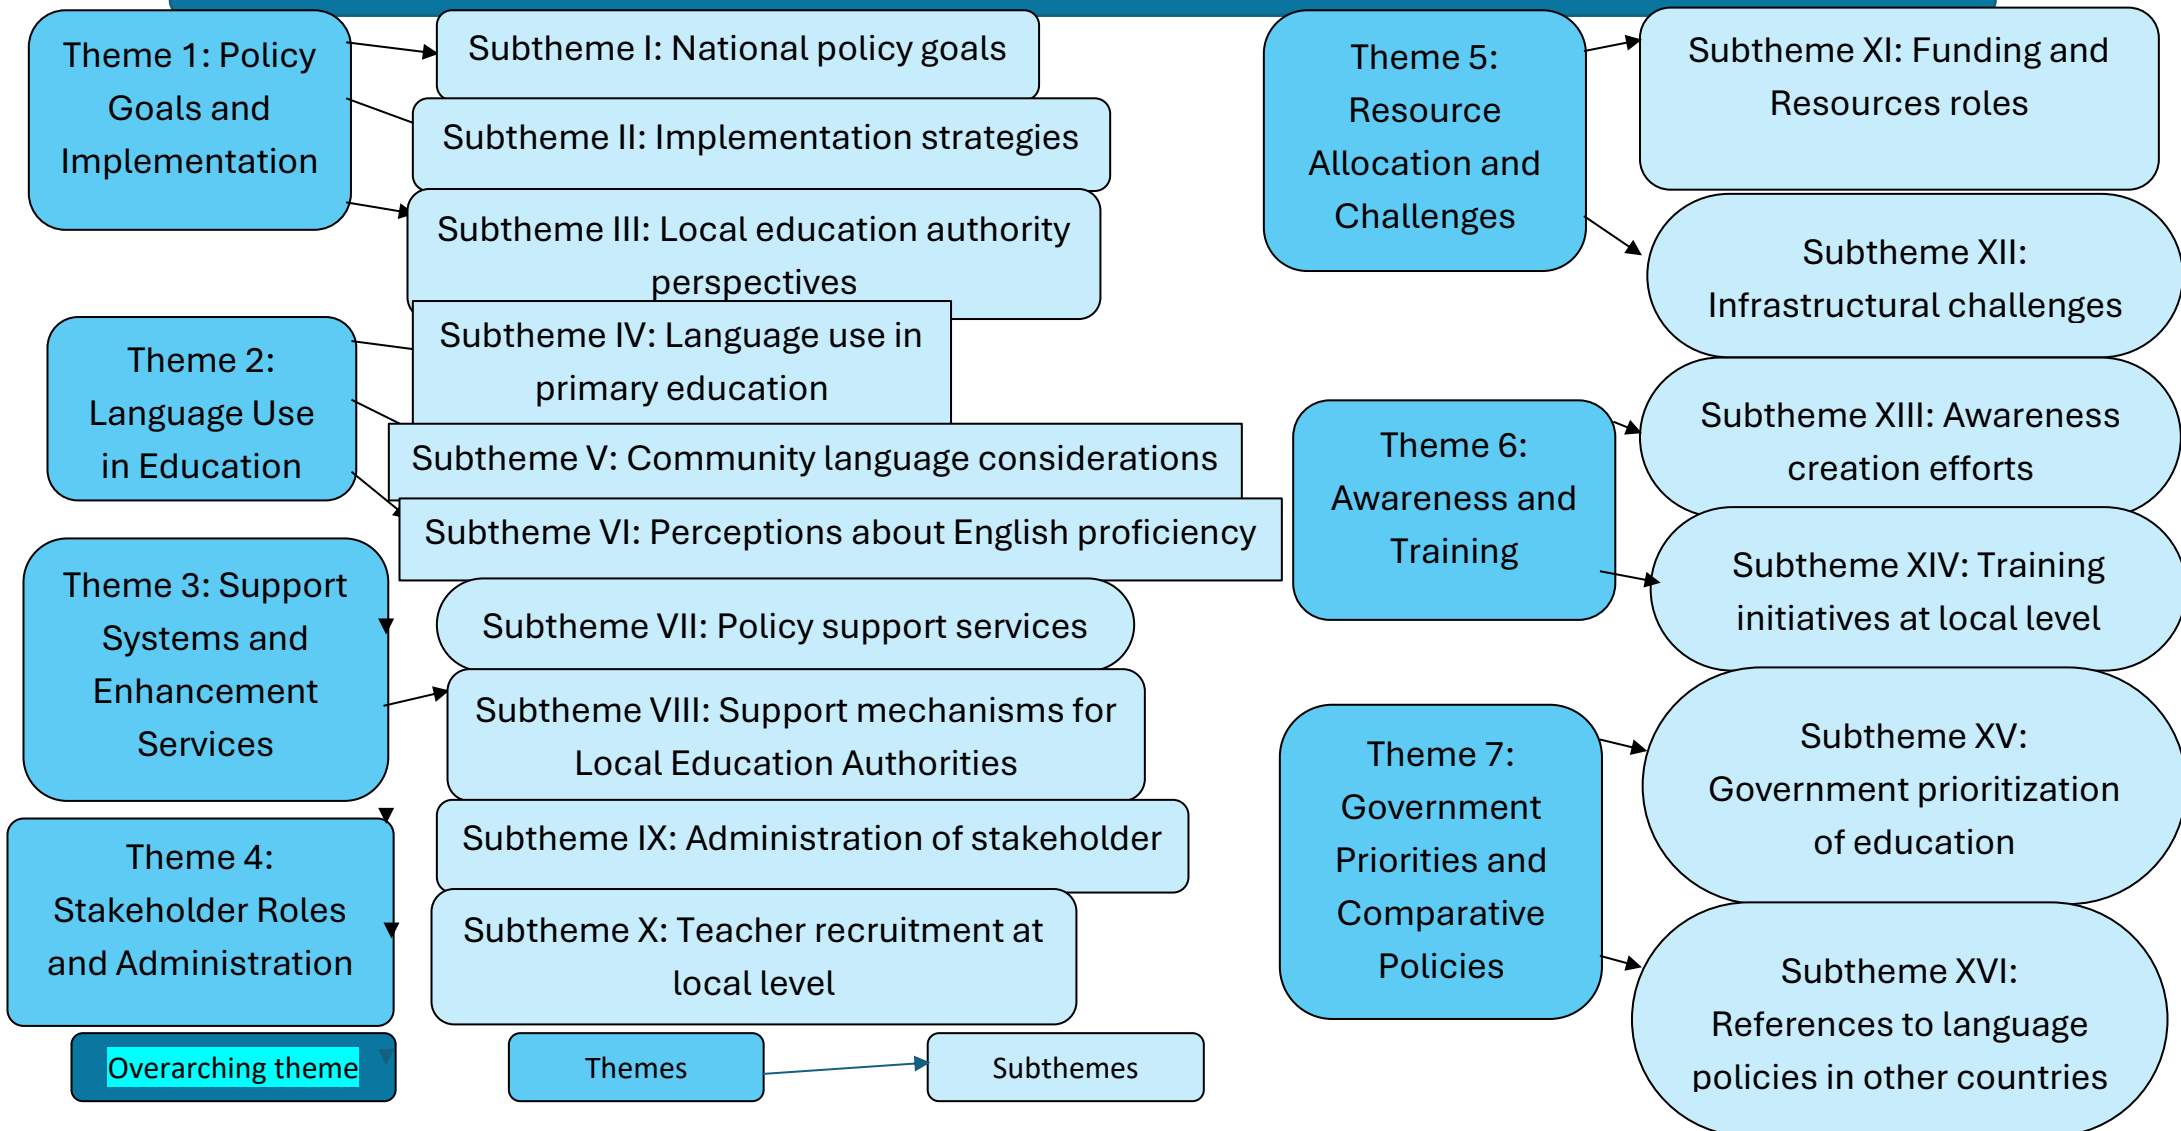 Theme 1: Policy
Goals and
Implementation
Subtheme I: National policy goals
Subtheme II: Implementation strategies
Subtheme III: Local education authority
perspectives
Theme 2:
Language Use
in Education
Subtheme IV: Language use in
primary education
Subtheme V: Community language considerations
Subtheme VI: Perceptions about English proficiency
Theme 3: Support
Systems and
Enhancement
Services
Subtheme VII: Policy support services
Subtheme VIII: Support mechanisms for
Local Education Authorities
Theme 4:
Stakeholder Roles
and Administration
Subtheme IX: Administration of stakeholder
Subtheme X: Teacher recruitment at
local level
Theme 5:
Resource
Allocation and
Challenges
Subtheme XI: Funding and
Resources roles
Subtheme XII:
Infrastructural challenges
Theme 6:
Awareness and
Training
Subtheme XIII: Awareness
creation efforts
Subtheme XIV: Training
initiatives at local level
Theme 7:
Government
Priorities and
Comparative
Policies
Subtheme XV:
Government prioritization
of education
Subtheme XVI:
References to language
policies in other countries
Overarching theme
Themes
Subthemes